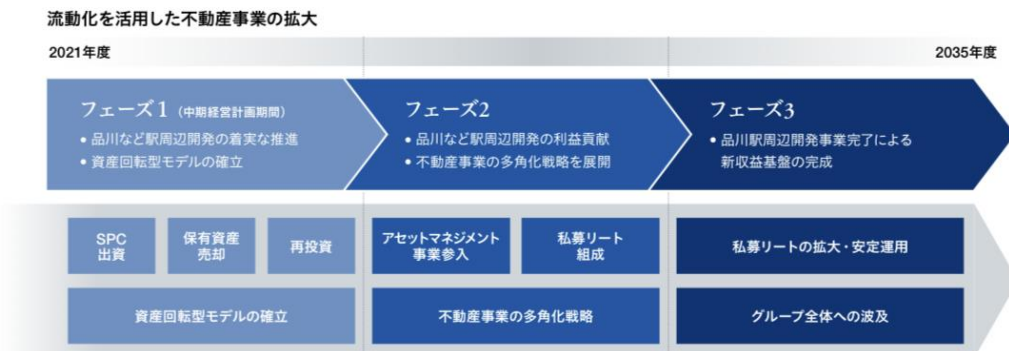 流動化を活用した不動産事業の拡大
2021年度
2035年度
フェーズ1（中期経営計画期間）
• 品川など駅周辺開発の着実な推進
• 資産回転型モデルの確立
フェーズ2
• 品川など駅周辺開発の利益貢献
• 不動産事業の多角化戦略を展開
フェーズ3
• 品川駅周辺開発事業完了による
新収益基盤の完成
SPC
出資
保有資産
売却
再投資
アセットマネジメント
事業参入
私募リート
組成
私募リートの拡大・安定運用
資産回転型モデルの確立
不動産事業の多角化戦略
グループ全体への波及